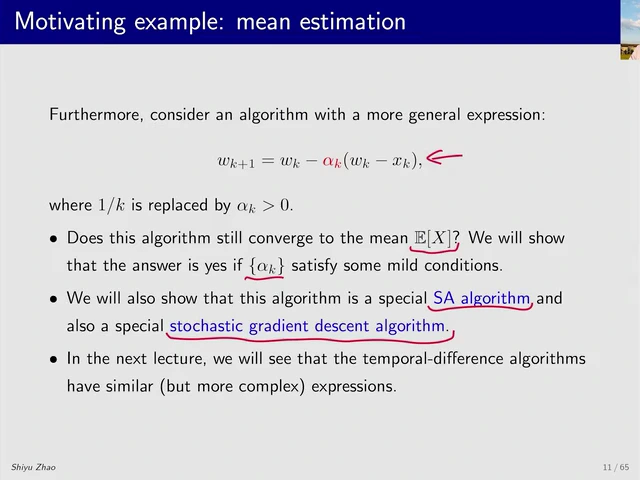 Motivating example: mean estimation
Furthermore, consider an algorithm with a more general expression:
w_{k+1} = w_k − α_k(w_k − x_k),
where 1/k is replaced by α_k > 0.
• Does this algorithm still converge to the mean 𝔼[X]? We will show
that the answer is yes if {α_k} satisfy some mild conditions.
• We will also show that this algorithm is a special SA algorithm and
also a special stochastic gradient descent algorithm.
• In the next lecture, we will see that the temporal-difference algorithms
have similar (but more complex) expressions.
Shiyu Zhao
11 / 65